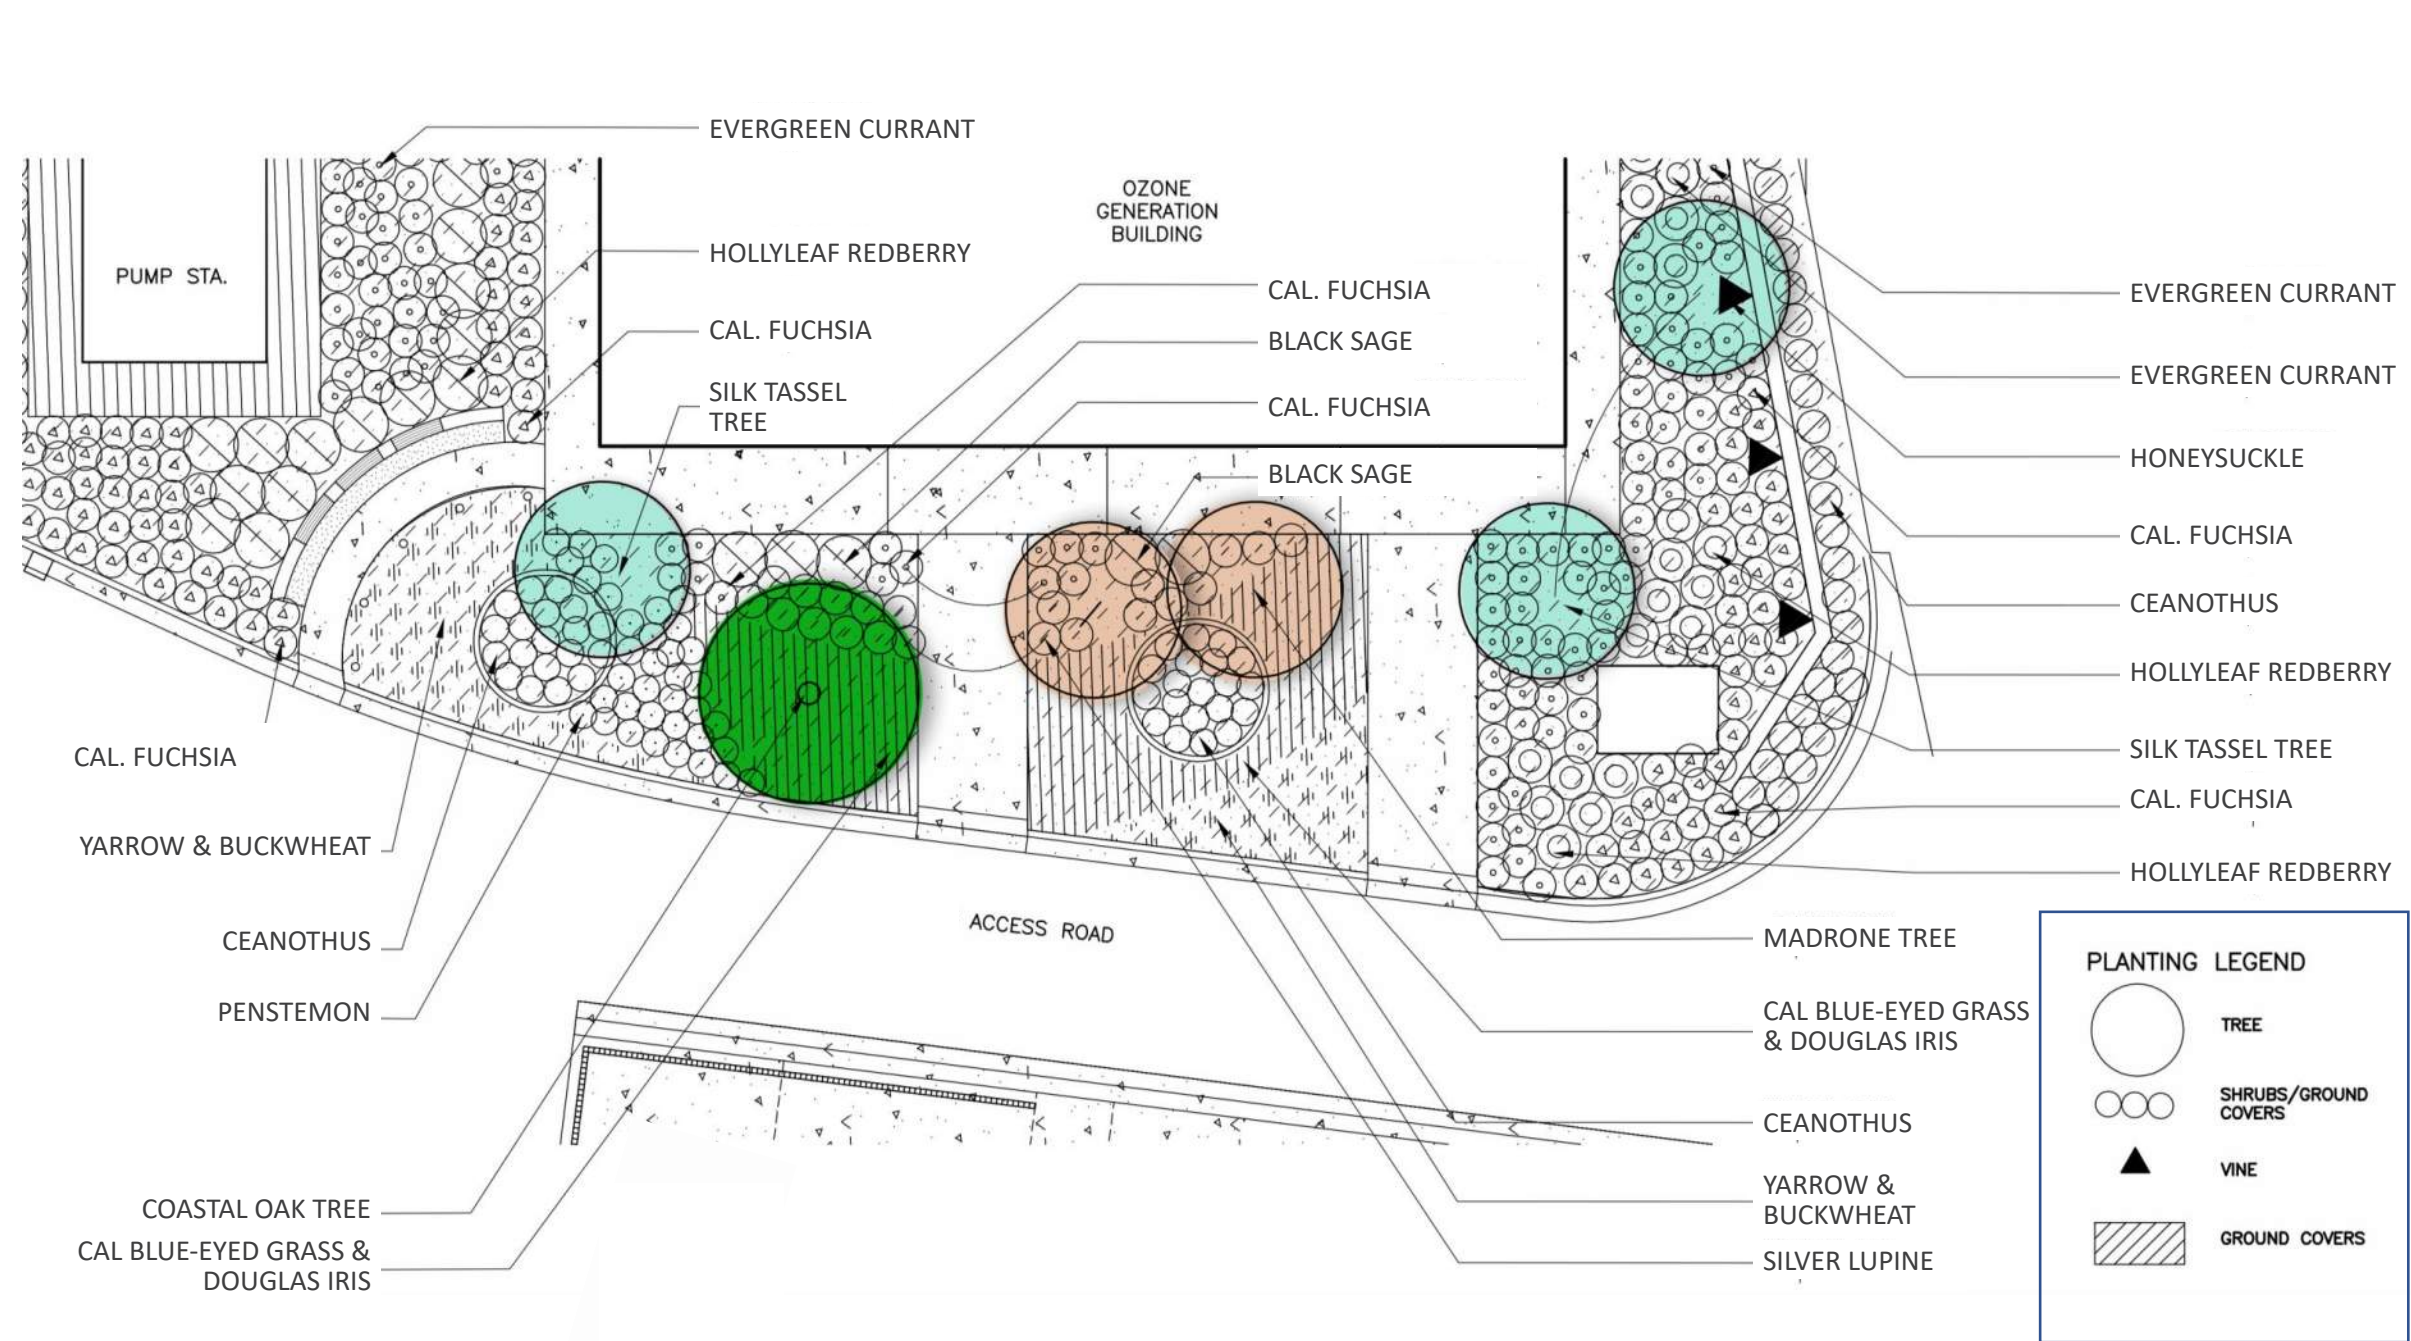 EVERGREEN CURRANT
OZONE
GENERATION
BUILDING
PUMP STA.
HOLLYLEAF REDBERRY
CAL. FUCHSIA
SILK TASSEL
TREE
CAL. FUCHSIA
BLACK SAGE
CAL. FUCHSIA
BLACK SAGE
EVERGREEN CURRANT
EVERGREEN CURRANT
HONEYSUCKLE
CAL. FUCHSIA
CEANOTHUS
HOLLYLEAF REDBERRY
SILK TASSEL TREE
CAL. FUCHSIA
HOLLYLEAF REDBERRY
CAL. FUCHSIA
YARROW & BUCKWHEAT
CEANOTHUS
PENSTEMON
COASTAL OAK TREE
CAL BLUE-EYED GRASS &
DOUGLAS IRIS
ACCESS ROAD
MADRONE TREE
CAL BLUE-EYED GRASS
& DOUGLAS IRIS
CEANOTHUS
YARROW &
BUCKWHEAT
SILVER LUPINE
PLANTING LEGEND
TREE
SHRUBS/GROUND
COVERS
VINE
GROUND COVERS